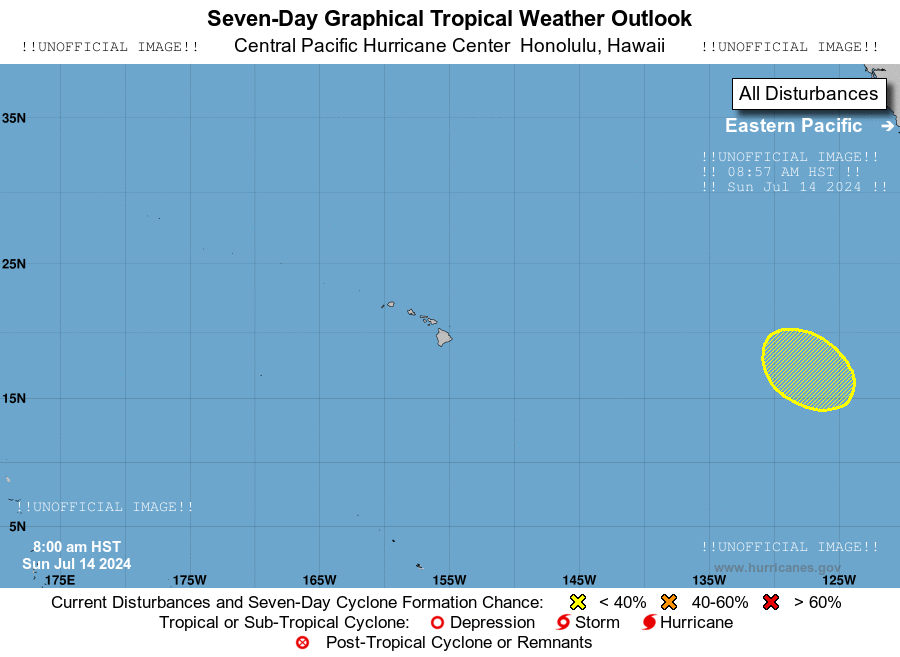 Seven-Day Graphical Tropical Weather Outlook
!!UNOFFICIAL IMAGE!! Central Pacific Hurricane Center Honolulu, Hawaii !!UNOFFICIAL IMAGE!!
All Disturbances
35N
Eastern Pacific →
!!UNOFFICIAL IMAGE!!
!! 08:57 AM HST !!
!! Sun Jul 14 2024 !!
25N
15N
!!UNOFFICIAL IMAGE!!
5N
8:00 am HST
Sun Jul 14 2024
!!UNOFFICIAL IMAGE!!
www.hurricanes.gov
175E 175W 165W 155W 145W 135W 125W
Current Disturbances and Seven-Day Cyclone Formation Chance: < 40% 40-60% > 60%
Tropical or Sub-Tropical Cyclone: Depression Storm Hurricane
Post-Tropical Cyclone or Remnants